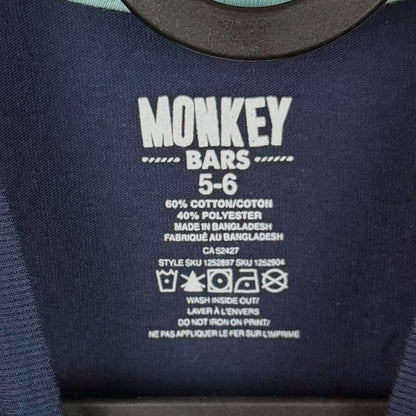 MONKEY
BARS
5-6
60% COTTON/COTON
40% POLYESTER
MADE IN BANGLADESH
FABRIQUÉ AU BANGLADESH
CA 52427
STYLE SKU 1252897 SKU 1252904
WASH INSIDE OUT/
LAVER À L'ENVERS
DO NOT IRON ON PRINT/
NE PAS APPLIQUER LE FER SUR L'IMPRIME